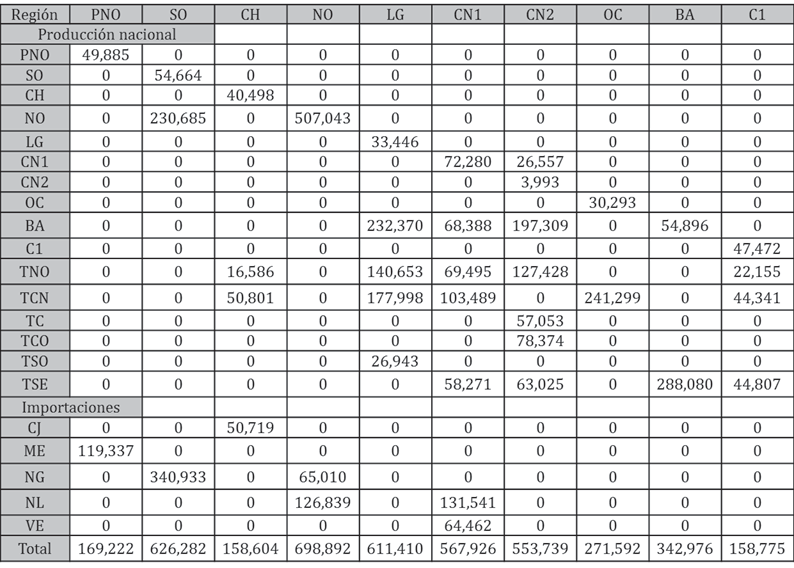 Región PNO SO CH NO LG CN1 CN2 OC BA C1
Producción nacional
PNO 49,885 0 0 0 0 0 0 0 0 0
SO 0 54,664 0 0 0 0 0 0 0 0
CH 0 0 40,498 0 0 0 0 0 0 0
NO 0 230,685 0 507,043 0 0 0 0 0 0
LG 0 0 0 0 33,446 0 0 0 0 0
CN1 0 0 0 0 0 72,280 26,557 0 0 0
CN2 0 0 0 0 0 0 3,993 0 0 0
OC 0 0 0 0 0 0 0 30,293 0 0
BA 0 0 0 0 232,370 68,388 197,309 0 54,896 0
C1 0 0 0 0 0 0 0 0 0 47,472
TNO 0 0 16,586 0 140,653 69,495 127,428 0 0 22,155
TCN 0 0 50,801 0 177,998 103,489 0 241,299 0 44,341
TC 0 0 0 0 0 0 57,053 0 0 0
TCO 0 0 0 0 0 0 78,374 0 0 0
TSO 0 0 0 0 26,943 0 0 0 0 0
TSE 0 0 0 0 0 58,271 63,025 0 288,080 44,807
Importaciones
CJ 0 0 50,719 0 0 0 0 0 0 0
ME 119,337 0 0 0 0 0 0 0 0 0
NG 0 340,933 0 65,010 0 0 0 0 0 0
NL 0 0 0 126,839 0 131,541 0 0 0 0
VE 0 0 0 0 0 64,462 0 0 0 0
Total 169,222 626,282 158,604 698,892 611,410 567,926 553,739 271,592 342,976 158,775